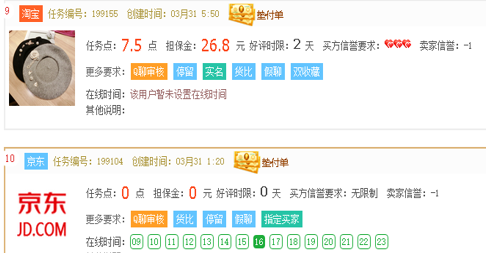 9 淘宝 任务编号：199155 创建时间：03月31 5:50 垫付单
任务点：7.5 点 担保金：26.8 元 好评时限：2 天 买方信誉要求： 卖家信誉：-1
更多要求：Q聊审核 停留 实名 货比 假聊 改收藏
在线时间：该用户暂未设置在线时间
其他说明：
10 京东 任务编号：199104 创建时间：03月31 1:20 垫付单
京东
JD.COM
任务点：0 点 担保金：0 元 好评时限：0 天 买方信誉要求：无限制 卖家信誉：-1
更多要求：Q聊审核 货比 停留 假聊 指定买家
在线时间：09 10 11 12 13 14 15 16 17 18 19 20 21 22 23